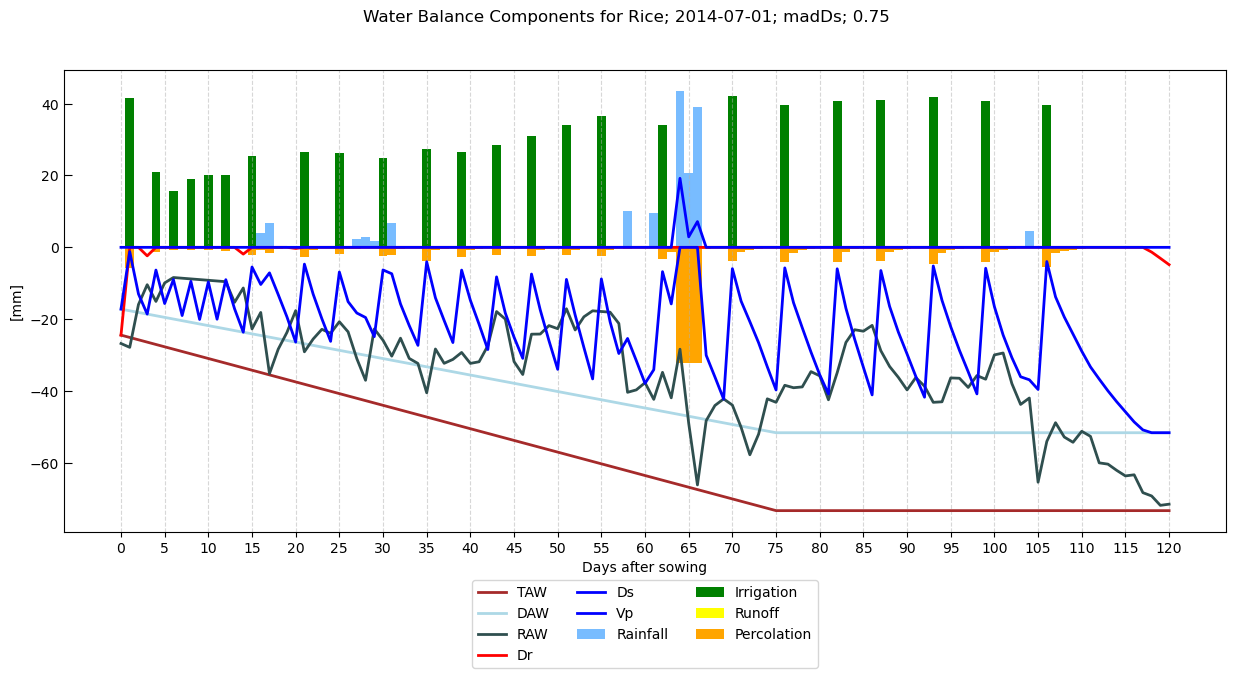 Water Balance Components for Rice; 2014-07-01; madDs; 0.75
40
20
0
−20
−40
−60
[mm]
0 5 10 15 20 25 30 35 40 45 50 55 60 65 70 75 80 85 90 95 100 105 110 115 120
Days after sowing
TAW Ds Irrigation
DAW Vp Runoff
RAW Rainfall Percolation
Dr